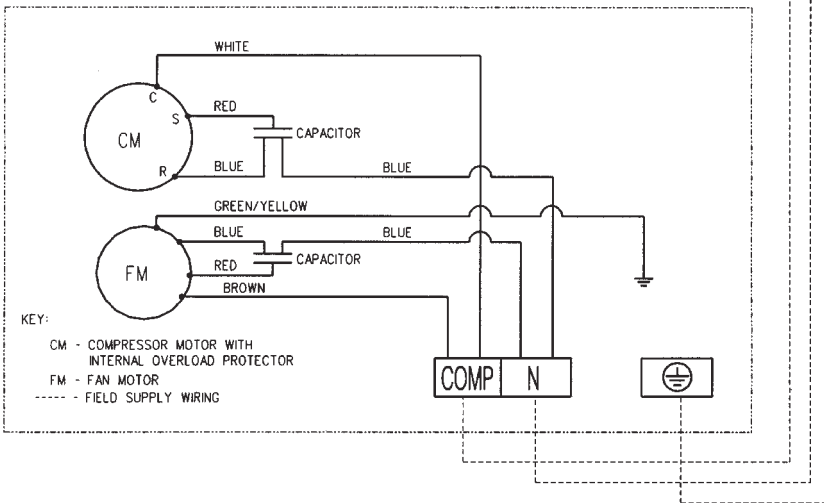 WHITE
C
RED
S
CM
CAPACITOR
R
BLUE
BLUE
GREEN/YELLOW
BLUE
BLUE
CAPACITOR
FM
RED
BROWN
KEY:
CM - COMPRESSOR MOTOR WITH
INTERNAL OVERLOAD PROTECTOR
FM - FAN MOTOR
----- - FIELD SUPPLY WIRING
COMP
N